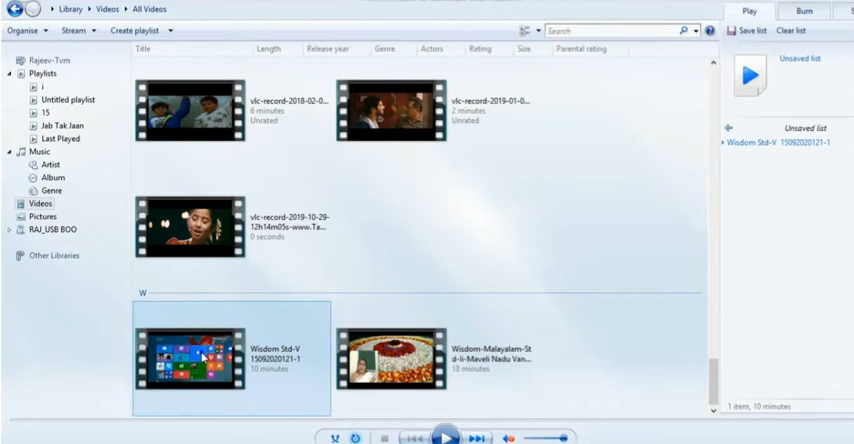 Library ▸ Videos ▸ All Videos
Play
Burn
Organise
Stream
Create playlist
Search
Save list
Clear list
Title
Length
Release year
Genre
Actors
Rating
Size
Parental rating
Rajeev-Tvm
Playlists
i
Untitled playlist
15
Jab Tak Jaan
Last Played
Music
Artist
Album
Genre
Videos
Pictures
RAJ_USB BOO
Other Libraries
vlc-record-2018-02-0...
6 minutes
Unrated
vlc-record-2019-01-0...
2 minutes
Unrated
vlc-record-2019-10-29-
12h14m05s-www.Ta...
0 seconds
W
Wisdom Std-V
15092020121-1
10 minutes
Wisdom-Malayalam-St
d-Ii-Maveli Nadu Van...
18 minutes
Unsaved list
Unsaved list
Wisdom Std-V 15092020121-1
1 item, 10 minutes